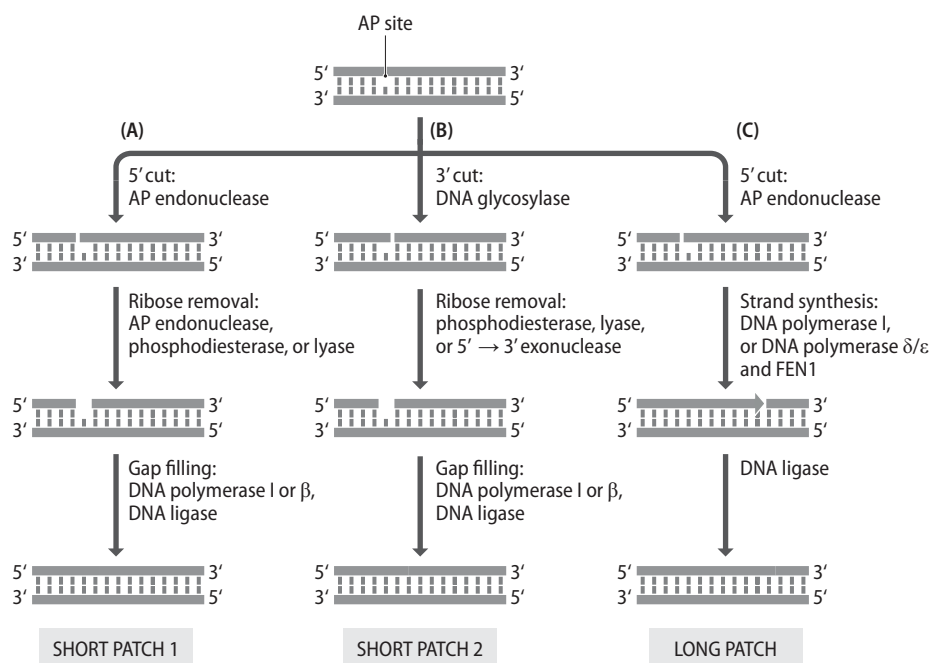 AP site
5′ 3′
3′ 5′
(A) (B) (C)
5′ cut:
AP endonuclease
3′ cut:
DNA glycosylase
5′ cut:
AP endonuclease
5′ 3′ 5′ 3′ 5′ 3′
3′ 5′ 3′ 5′ 3′ 5′
Ribose removal:
AP endonuclease,
phosphodiesterase, or lyase
Ribose removal:
phosphodiesterase, lyase,
or 5′ → 3′ exonuclease
Strand synthesis:
DNA polymerase I,
or DNA polymerase δ/ε
and FEN1
5′ 3′ 5′ 3′ 5′ 3′
3′ 5′ 3′ 5′ 3′ 5′
Gap filling:
DNA polymerase I or β,
DNA ligase
Gap filling:
DNA polymerase I or β,
DNA ligase
DNA ligase
5′ 3′ 5′ 3′ 5′ 3′
3′ 5′ 3′ 5′ 3′ 5′
SHORT PATCH 1
SHORT PATCH 2
LONG PATCH